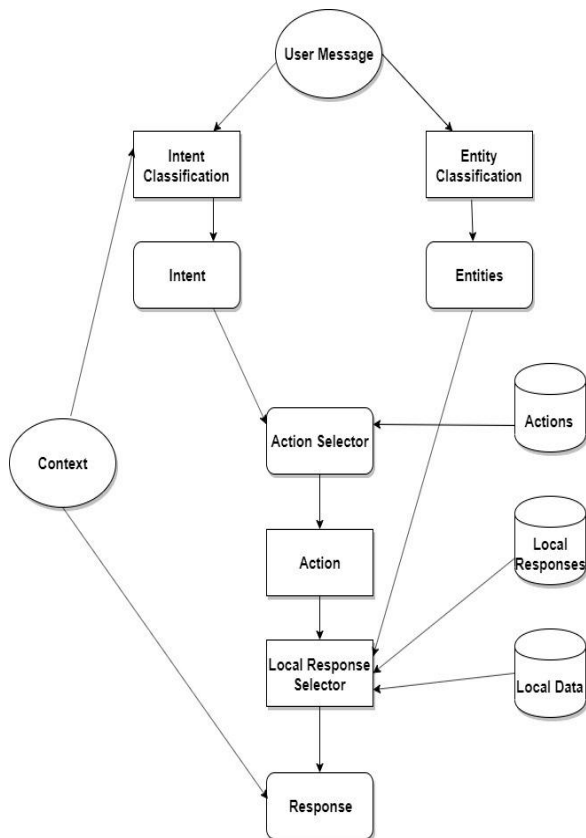 User Message
Intent
Classification
Entity
Classification
Intent
Entities
Actions
Action Selector
Context
Local
Responses
Action
Local Response
Selector
Local Data
Response